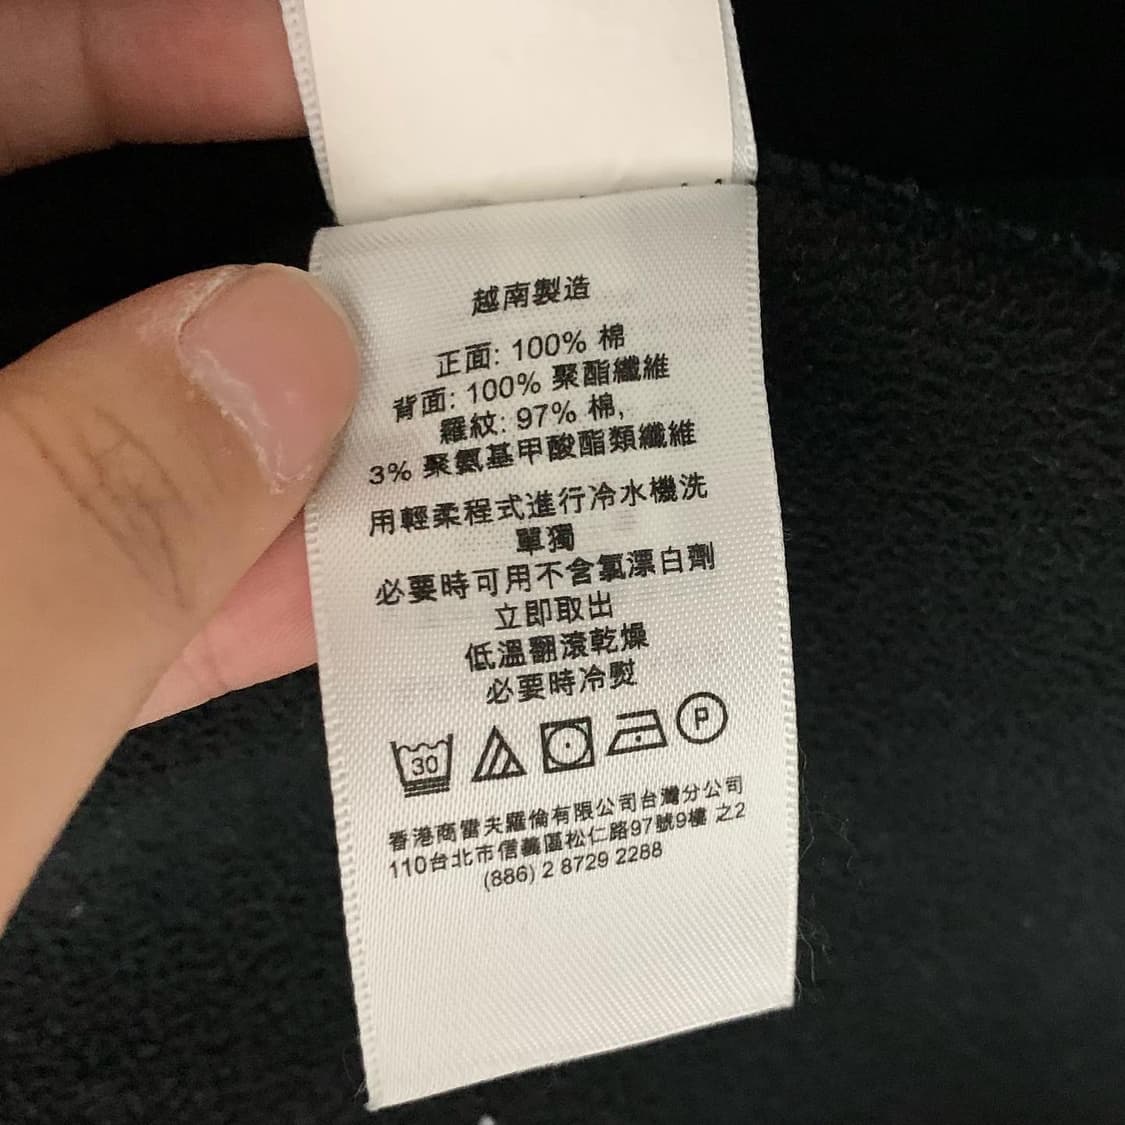 越南製造
正面: 100% 棉
背面: 100% 聚酯纖維
羅紋: 97% 棉,
3% 聚氨基甲酸酯類纖維
用輕柔程式進行冷水機洗
單獨
必要時可用不含氯漂白劑
立即取出
低溫翻滾乾燥
必要時冷熨
30
P
香港商雷夫羅倫有限公司台灣分公司
110台北市信義區松仁路97號9樓 之2
(886) 2 8729 2288